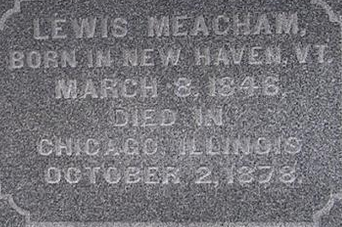 LEWIS MEACHAM,
BORN IN NEW HAVEN, VT.
MARCH 8, 1846.
DIED IN
CHICAGO ILLINOIS
OCTOBER 2, 1878.